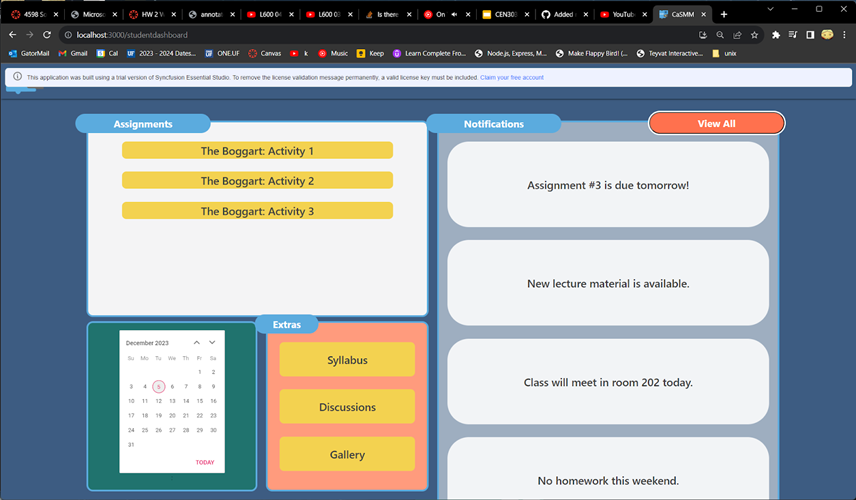 4598 So
Microso
HW 2 W
annotat
L600 04
L600 03
Is there
On
CEN303
Added
YouTube
CaSMM
localhost:3000/studentdashboard
GatorMail
Gmail
Cal
UF 2023 - 2024 Dates...
ONE.UF
Canvas
k
Music
Keep
Learn Complete Fro...
Node.js, Express, M...
Make Flappy Bird! (...
Teyvat Interactive...
unix
This application was built using a trial version of Syncfusion Essential Studio. To remove the license validation message permanently, a valid license key must be included. Claim your free account
Assignments
The Boggart: Activity 1
The Boggart: Activity 2
The Boggart: Activity 3
Notifications
View All
Assignment #3 is due tomorrow!
New lecture material is available.
Class will meet in room 202 today.
No homework this weekend.
December 2023
Su Mo Tu We Th Fr Sa
1 2
3 4 5 6 7 8 9
10 11 12 13 14 15 16
17 18 19 20 21 22 23
24 25 26 27 28 29 30
31
TODAY
Extras
Syllabus
Discussions
Gallery